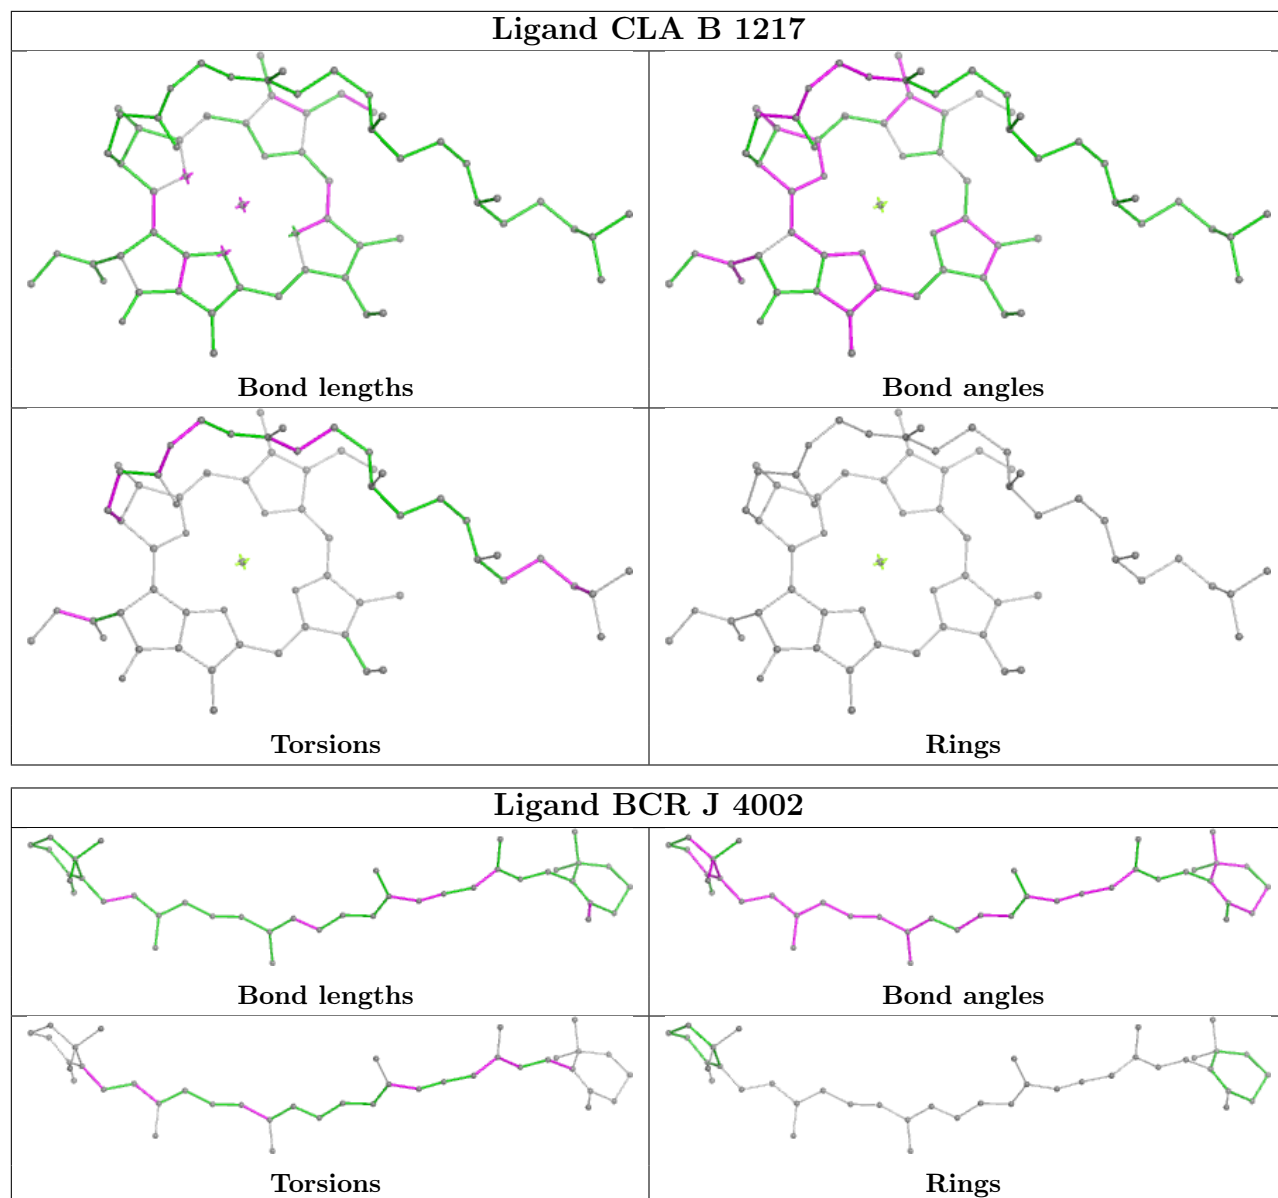 Ligand CLA B 1217
Bond lengths
Bond angles
Torsions
Rings
Ligand BCR J 4002
Bond lengths
Bond angles
Torsions
Rings